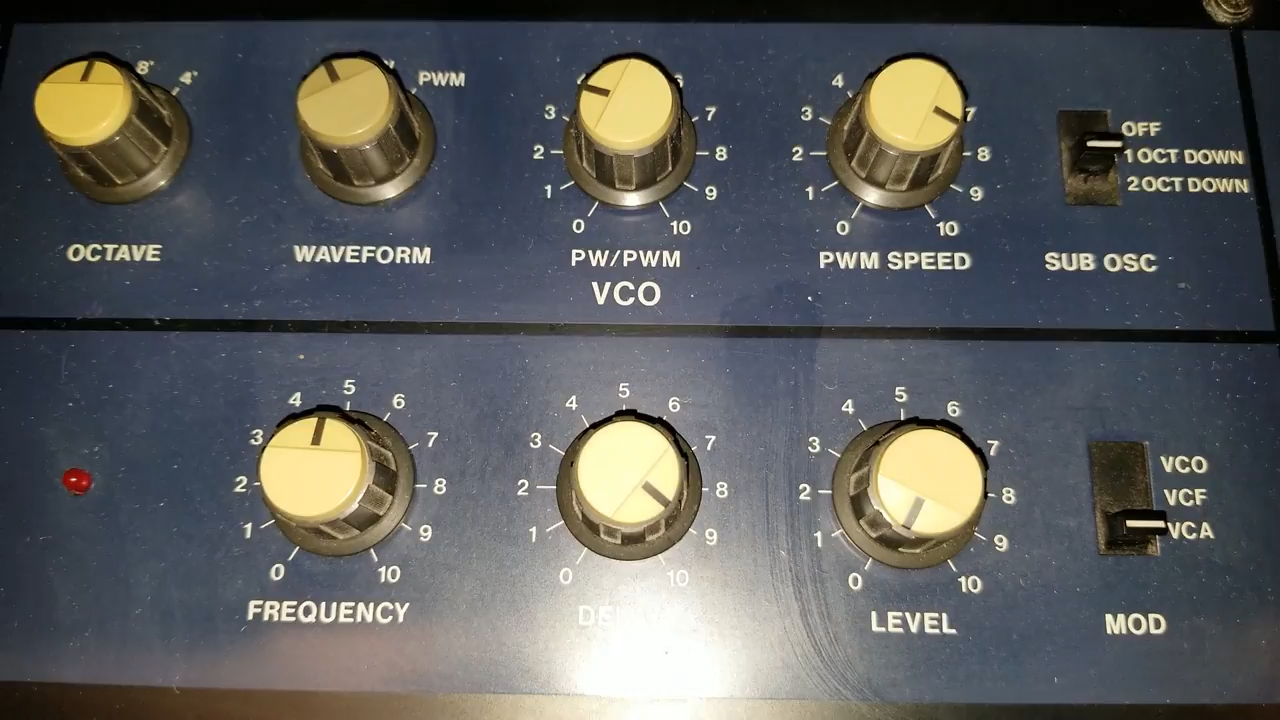 8' 4'
PWM
3 2 1 0 7 8 9 10
4 3 2 1 0 7 8 9 10
OFF
1 OCT DOWN
2 OCT DOWN
OCTAVE
WAVEFORM
PW/PWM
PWM SPEED
SUB OSC
VCO
0 1 2 3 4 5 6 7 8 9 10
0 1 2 3 4 5 6 7 8 9 10
0 1 2 3 4 5 6 7 8 9 10
VCO
VCF
VCA
FREQUENCY
LEVEL
MOD